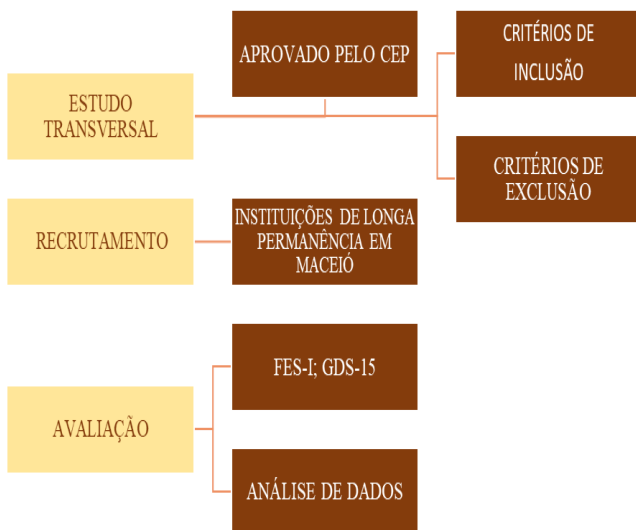 APROVADO PELO CEP
CRITÉRIOS DE
INCLUSÃO
ESTUDO
TRANSVERSAL
CRITÉRIOS DE
EXCLUSÃO
RECRUTAMENTO
INSTITUIÇÕES DE LONGA
PERMANÊNCIA EM
MACEIÓ
AVALIAÇÃO
FES-I; GDS-15
ANÁLISE DE DADOS